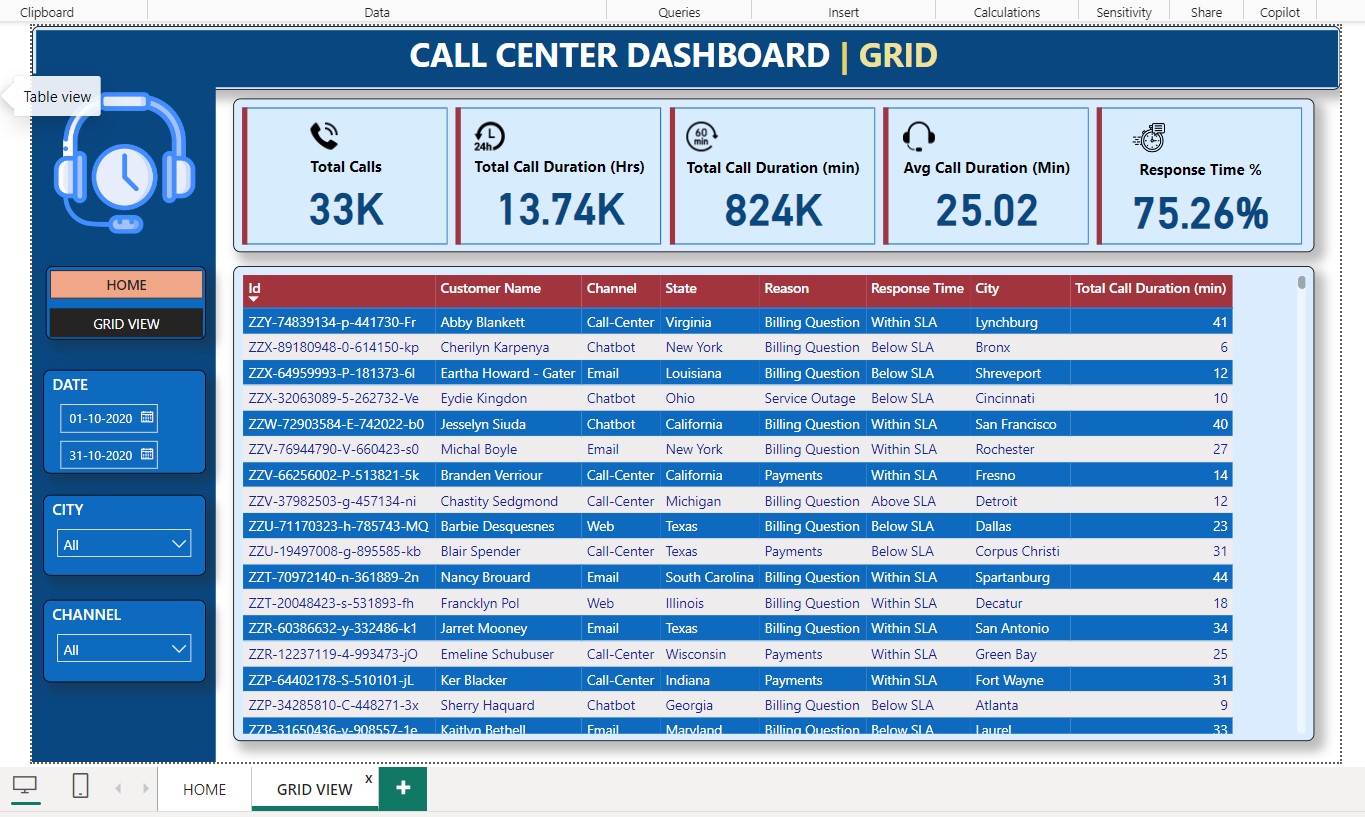 Clipboard Data Queries Insert Calculations Sensitivity Share Copilot
CALL CENTER DASHBOARD | GRID
Table view
24h
60 min
Total Calls
33K
Total Call Duration (Hrs)
13.74K
Total Call Duration (min)
824K
Avg Call Duration (Min)
25.02
Response Time %
75.26%
HOME
GRID VIEW
DATE
01-10-2020
31-10-2020
CITY
All
CHANNEL
All
Id Customer Name Channel State Reason Response Time City Total Call Duration (min)
ZZY-74839134-p-441730-Fr Abby Blankett Call-Center Virginia Billing Question Within SLA Lynchburg 41
ZZX-89180948-0-614150-kp Cherilyn Karpenya Chatbot New York Billing Question Below SLA Bronx 6
ZZX-64959993-P-181373-6l Eartha Howard - Gater Email Louisiana Billing Question Below SLA Shreveport 12
ZZX-32063089-5-262732-Ve Eydie Kingdon Chatbot Ohio Service Outage Below SLA Cincinnati 10
ZZW-72903584-E-742022-b0 Jesselyn Siuda Chatbot California Billing Question Within SLA San Francisco 40
ZZV-76944790-V-660423-s0 Michal Boyle Email New York Billing Question Within SLA Rochester 27
ZZV-66256002-P-513821-5k Branden Verriour Call-Center California Payments Within SLA Fresno 14
ZZV-37982503-g-457134-ni Chastity Sedgmond Call-Center Michigan Billing Question Above SLA Detroit 12
ZZU-71170323-h-785743-MQ Barbie Desquesnes Web Texas Billing Question Below SLA Dallas 23
ZZU-19497008-g-895585-kb Blair Spender Call-Center Texas Payments Below SLA Corpus Christi 31
ZZT-70972140-n-361889-2n Nancy Brouard Email South Carolina Billing Question Within SLA Spartanburg 44
ZZT-20048423-s-531893-fh Francklyn Pol Web Illinois Billing Question Within SLA Decatur 18
ZZR-60386632-y-332486-k1 Jarret Mooney Email Texas Billing Question Within SLA San Antonio 34
ZZR-12237119-4-993473-jO Emeline Schubuser Call-Center Wisconsin Payments Within SLA Green Bay 25
ZZP-64402178-S-510101-jL Ker Blacker Call-Center Indiana Payments Within SLA Fort Wayne 31
ZZP-34285810-C-448271-3x Sherry Haquard Chatbot Georgia Billing Question Below SLA Atlanta 9
ZZP-31650436-v-908557-1e Kaitlyn Bethell Email Maryland Billing Question Below SLA Laurel 33
HOME GRID VIEW x +